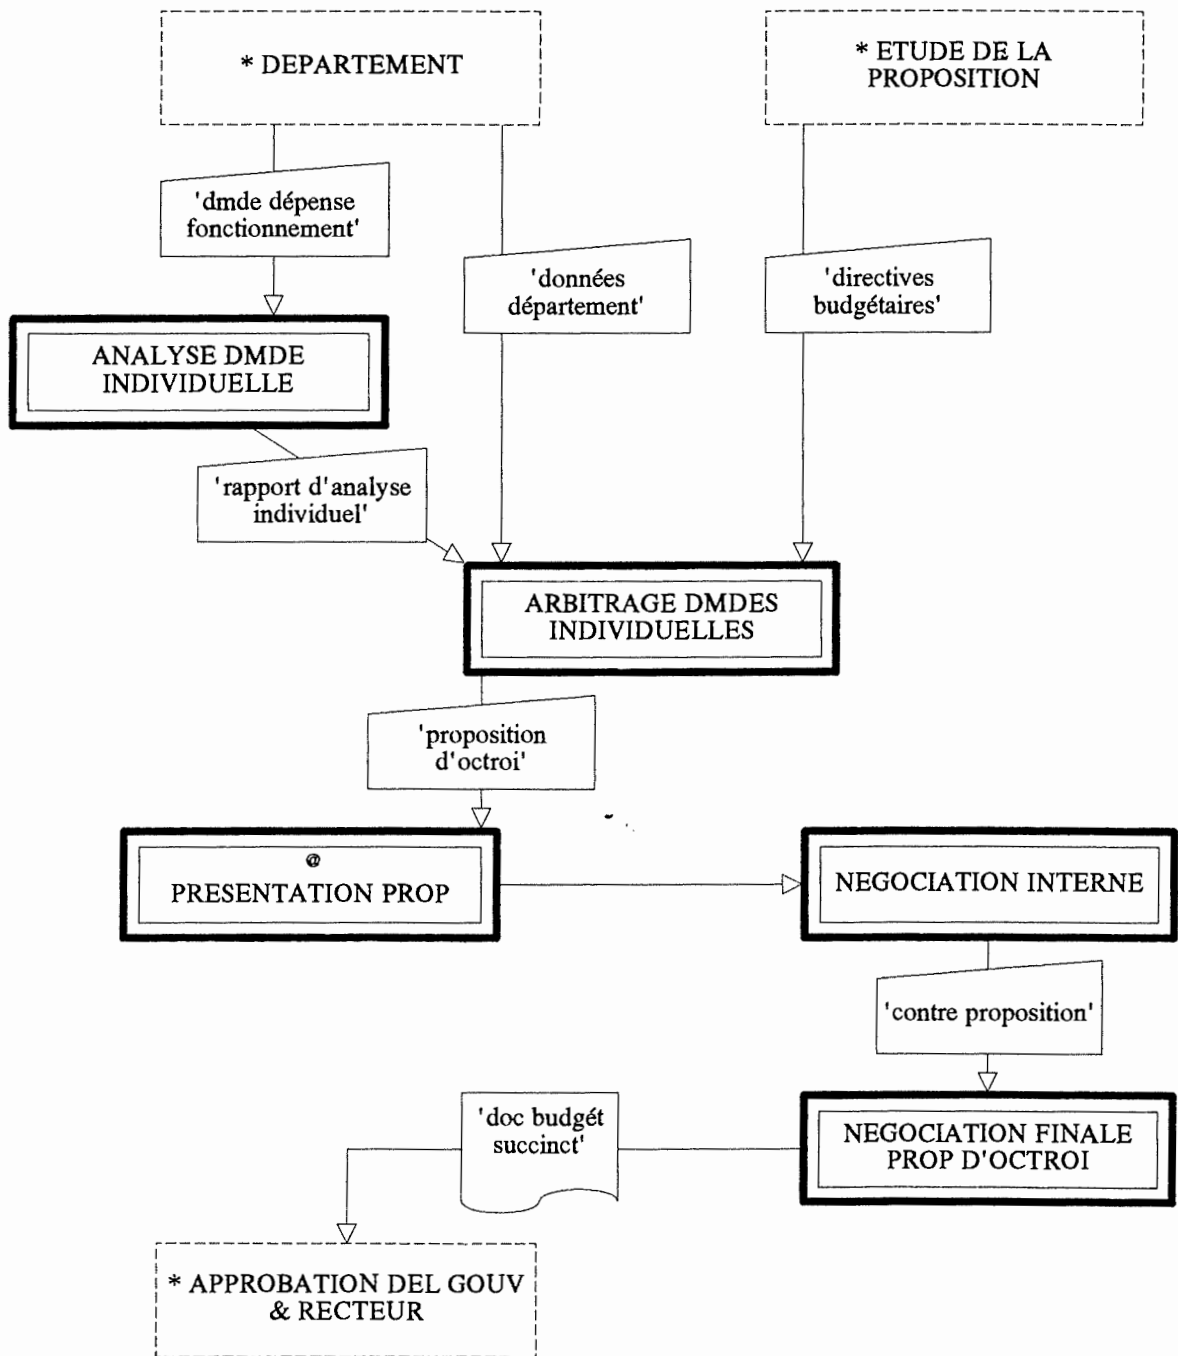 * DEPARTEMENT
* ETUDE DE LA
PROPOSITION
'dmde dépense
fonctionnement'
'données
département'
'directives
budgétaires'
ANALYSE DMDE
INDIVIDUELLE
'rapport d'analyse
individuel'
ARBITRAGE DMDES
INDIVIDUELLES
'proposition
d'octroi'
@
PRESENTATION PROP
NEGOCIATION INTERNE
'contre proposition'
'doc budgét
succinct'
NEGOCIATION FINALE
PROP D'OCTROI
* APPROBATION DEL GOUV
& RECTEUR